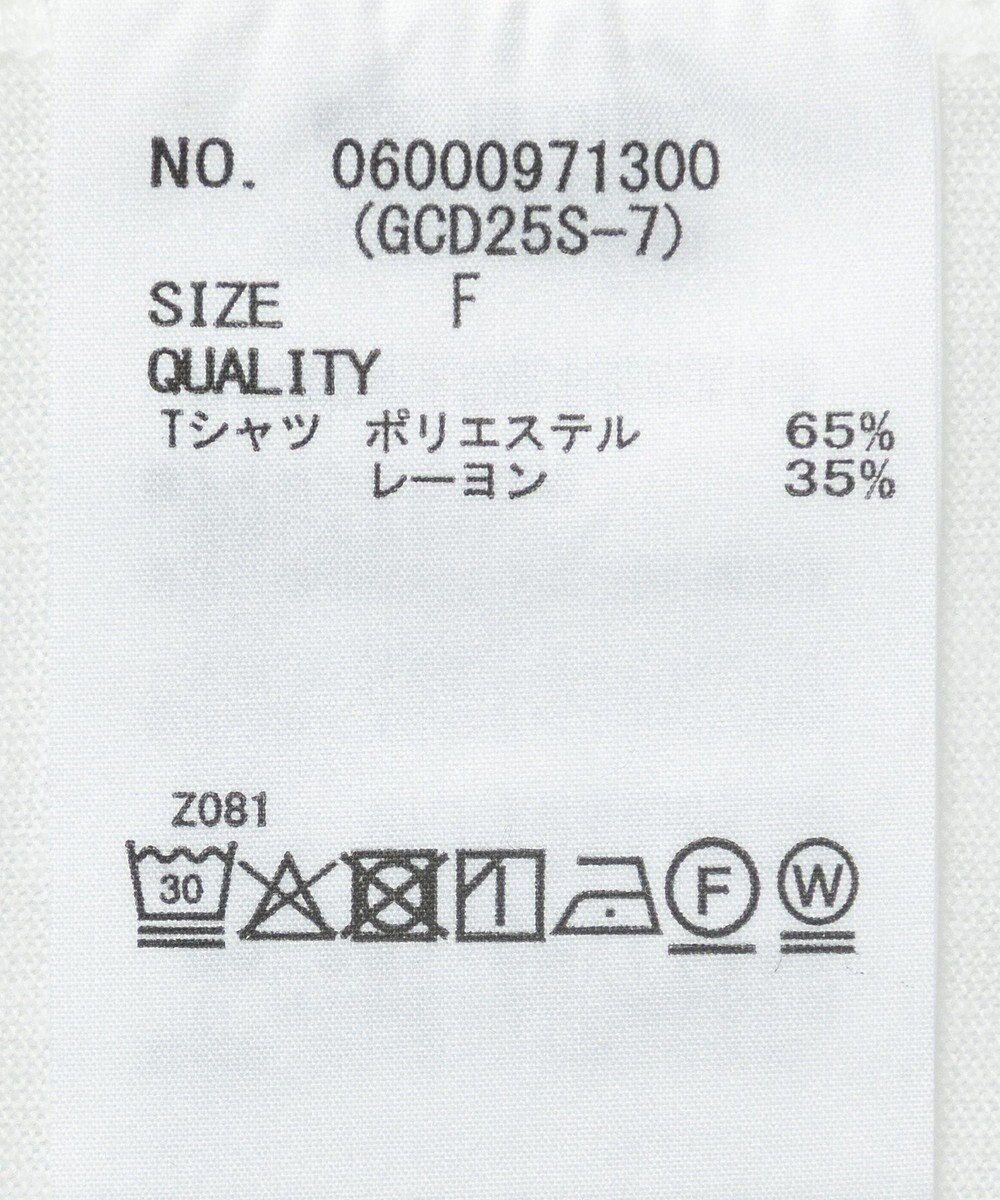 NO. 06000971300
(GCD25S-7)
SIZE F
QUALITY
Tシャツ ポリエステル 65%
レーヨン 35%
Z081
30 F W